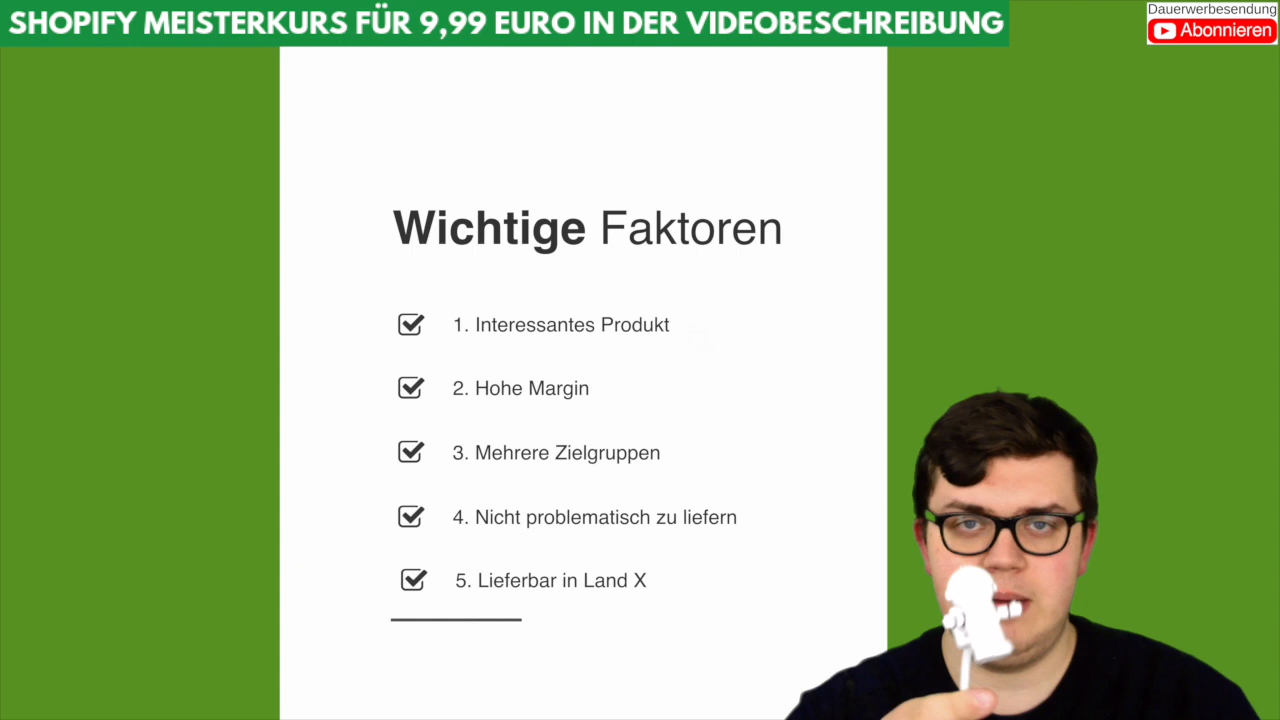 SHOPIFY MEISTERKURS FÜR 9,99 EURO IN DER VIDEOBESCHREIBUNG
Dauerwerbesendung
Abonnieren
Wichtige Faktoren
1. Interessantes Produkt
2. Hohe Margin
3. Mehrere Zielgruppen
4. Nicht problematisch zu liefern
5. Lieferbar in Land X